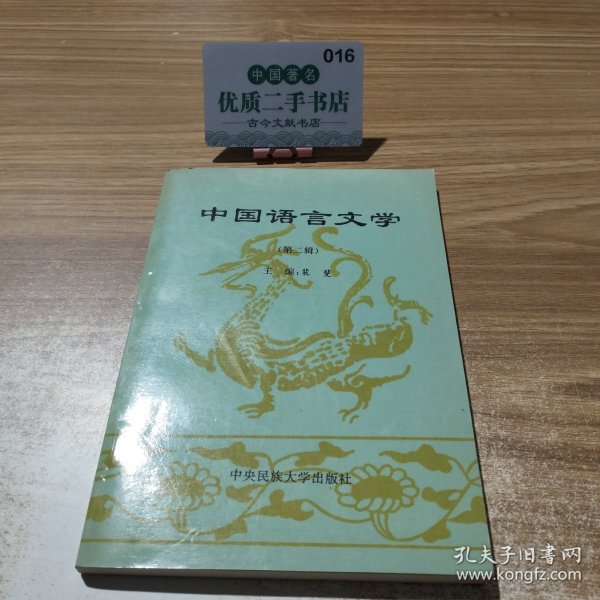 016
中国著名
优质二手书店
古今文献书店
中国语言文学
(第二辑)
主 编:裴 斐
中央民族大学出版社
孔夫子旧书网
www.kongfz.com